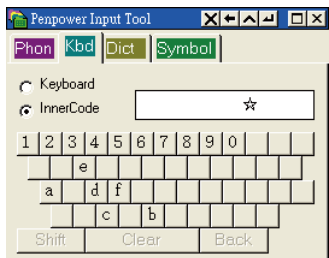 Penpower Input Tool
Phon Kbd Dict Symbol
Keyboard
InnerCode ☆
1 2 3 4 5 6 7 8 9 0
e
a d f
c b
Shift Clear Back